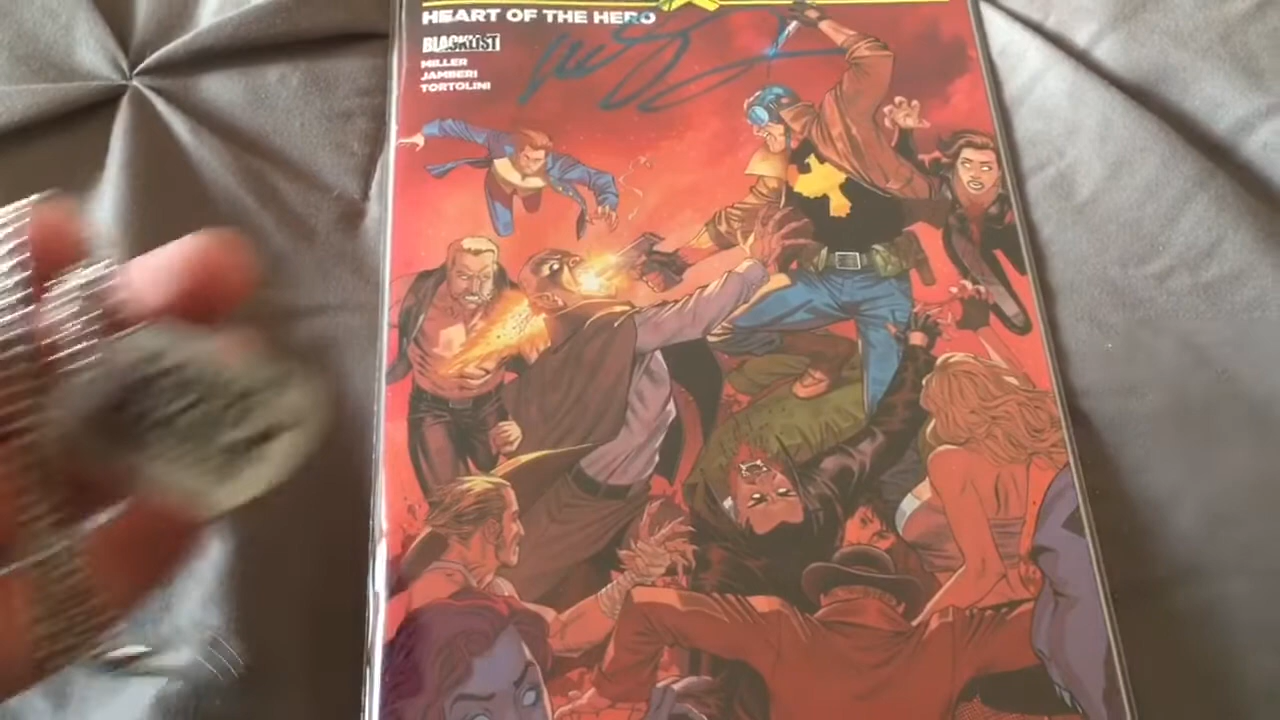 HEART OF THE HERO
BLACKLIST
MILLER
JAMBERI
TORTOLINI